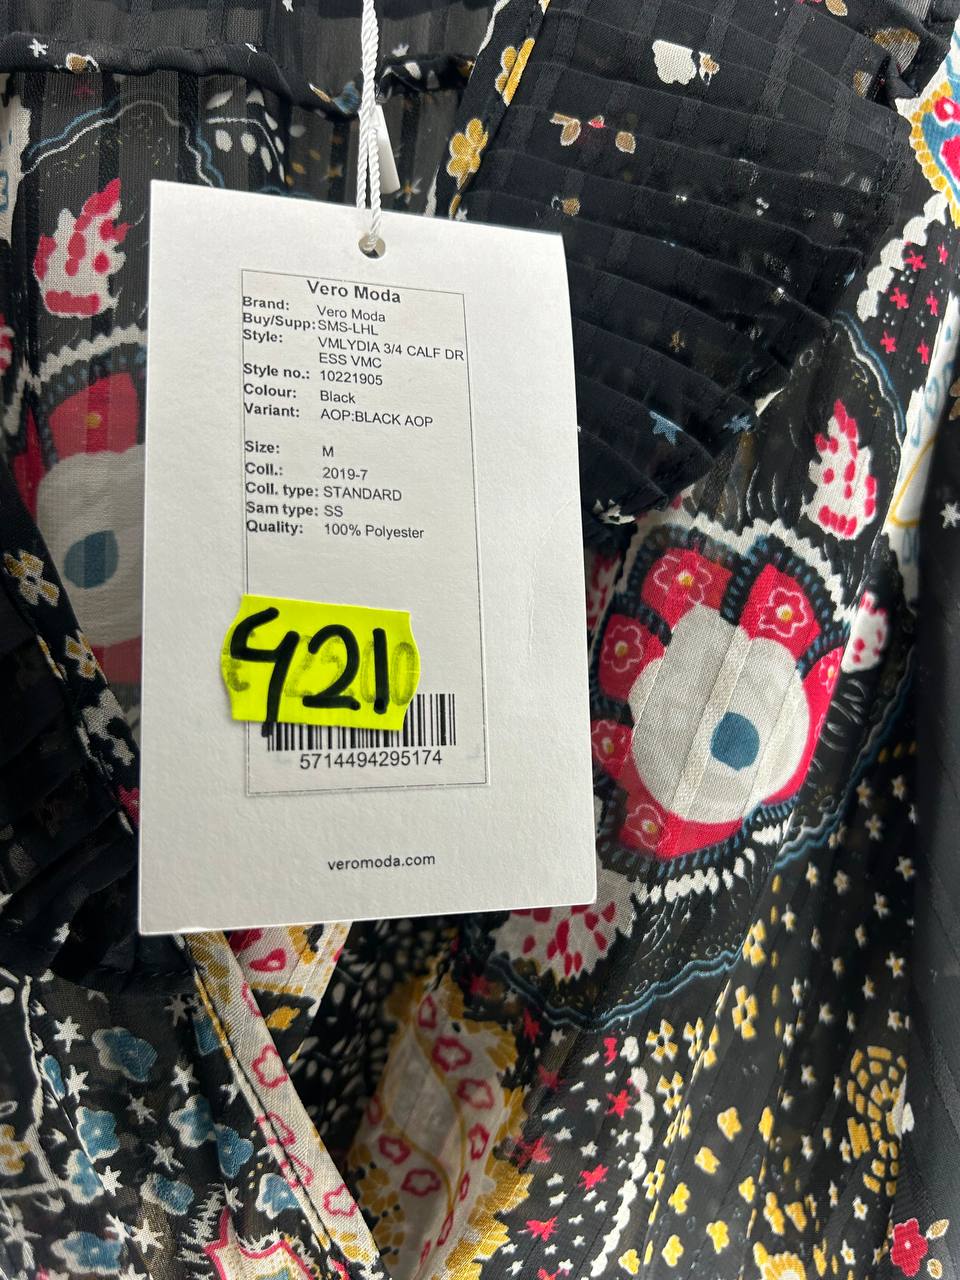 Vero Moda
Brand: Vero Moda
Buy/Supp: SMS-LHL
Style: VMLYDIA 3/4 CALF DR
ESS VMC
Style no.: 10221905
Colour: Black
Variant: AOP:BLACK AOP
Size: M
Coll.: 2019-7
Coll. type: STANDARD
Sam type: SS
Quality: 100% Polyester
421
5714494295174
veromoda.com